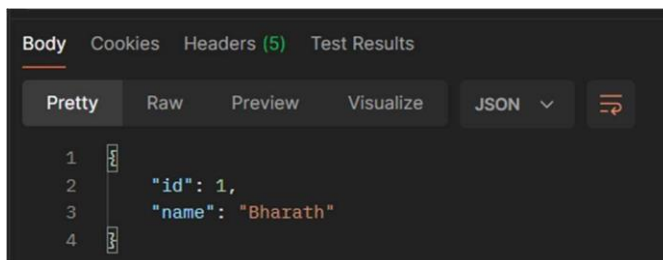 Body Cookies Headers (5) Test Results
Pretty Raw Preview Visualize JSON
1 {
2 "id": 1,
3 "name": "Bharath"
4 }